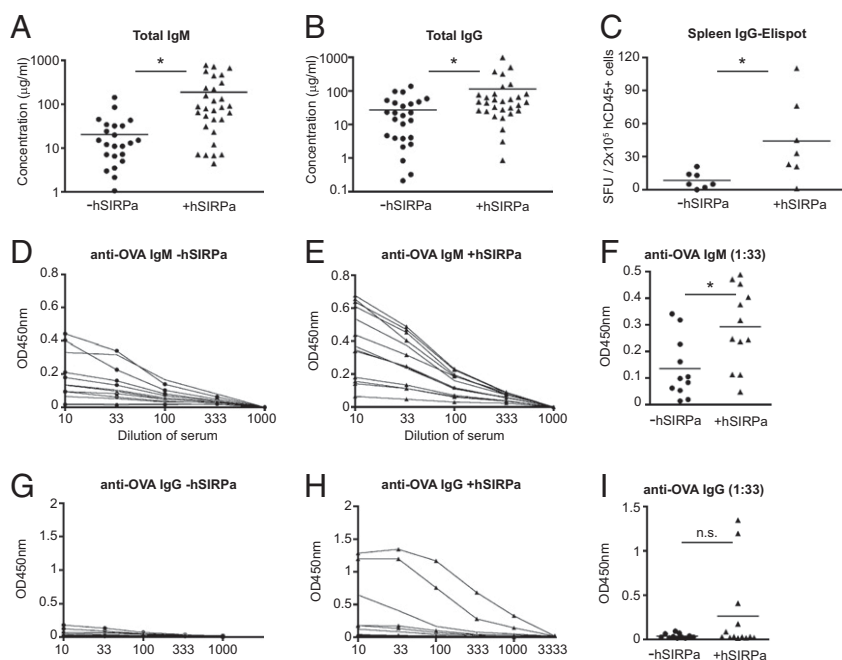 A
Total IgM
Concentration (µg/ml)
1000
100
10
1
*
-hSIRPa
+hSIRPa
B
Total IgG
Concentration (µg/ml)
1000
100
10
1
0.1
*
-hSIRPa
+hSIRPa
C
Spleen IgG-Elispot
SFU / 2x10⁵ hCD45+ cells
120
90
60
30
0
*
-hSIRPa
+hSIRPa
D
anti-OVA IgM -hSIRPa
OD450nm
0.8
0.6
0.4
0.2
0
10 33 100 333 1000
Dilution of serum
E
anti-OVA IgM +hSIRPa
OD450nm
0.8
0.6
0.4
0.2
0
10 33 100 333 1000
Dilution of serum
F
anti-OVA IgM (1:33)
OD450nm
0.5
0.4
0.3
0.2
0.1
0
*
-hSIRPa
+hSIRPa
G
anti-OVA IgG -hSIRPa
OD450nm
2
1.5
1
0.5
0
10 33 100 333 1000
H
anti-OVA IgG +hSIRPa
OD450nm
2
1.5
1
0.5
0
10 33 100 333 1000 3333
I
anti-OVA IgG (1:33)
OD450nm
2
1.5
1
0.5
0
n.s.
-hSIRPa
+hSIRPa